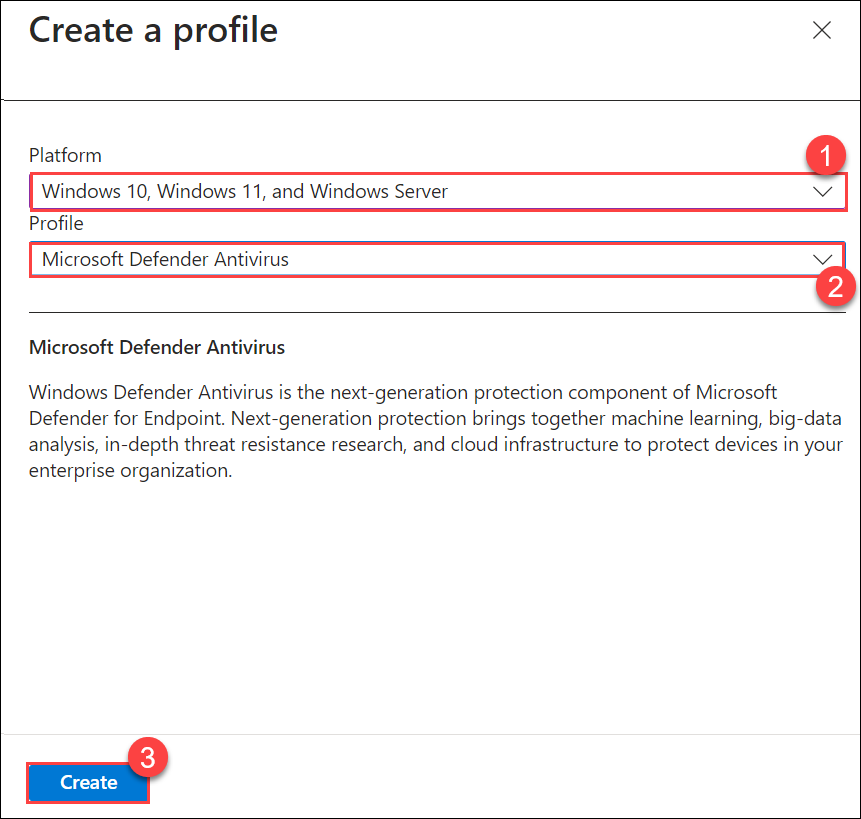 Create a profile
Platform
1
Windows 10, Windows 11, and Windows Server
Profile
Microsoft Defender Antivirus
2
Microsoft Defender Antivirus
Windows Defender Antivirus is the next-generation protection component of Microsoft
Defender for Endpoint. Next-generation protection brings together machine learning, big-data
analysis, in-depth threat resistance research, and cloud infrastructure to protect devices in your
enterprise organization.
3
Create